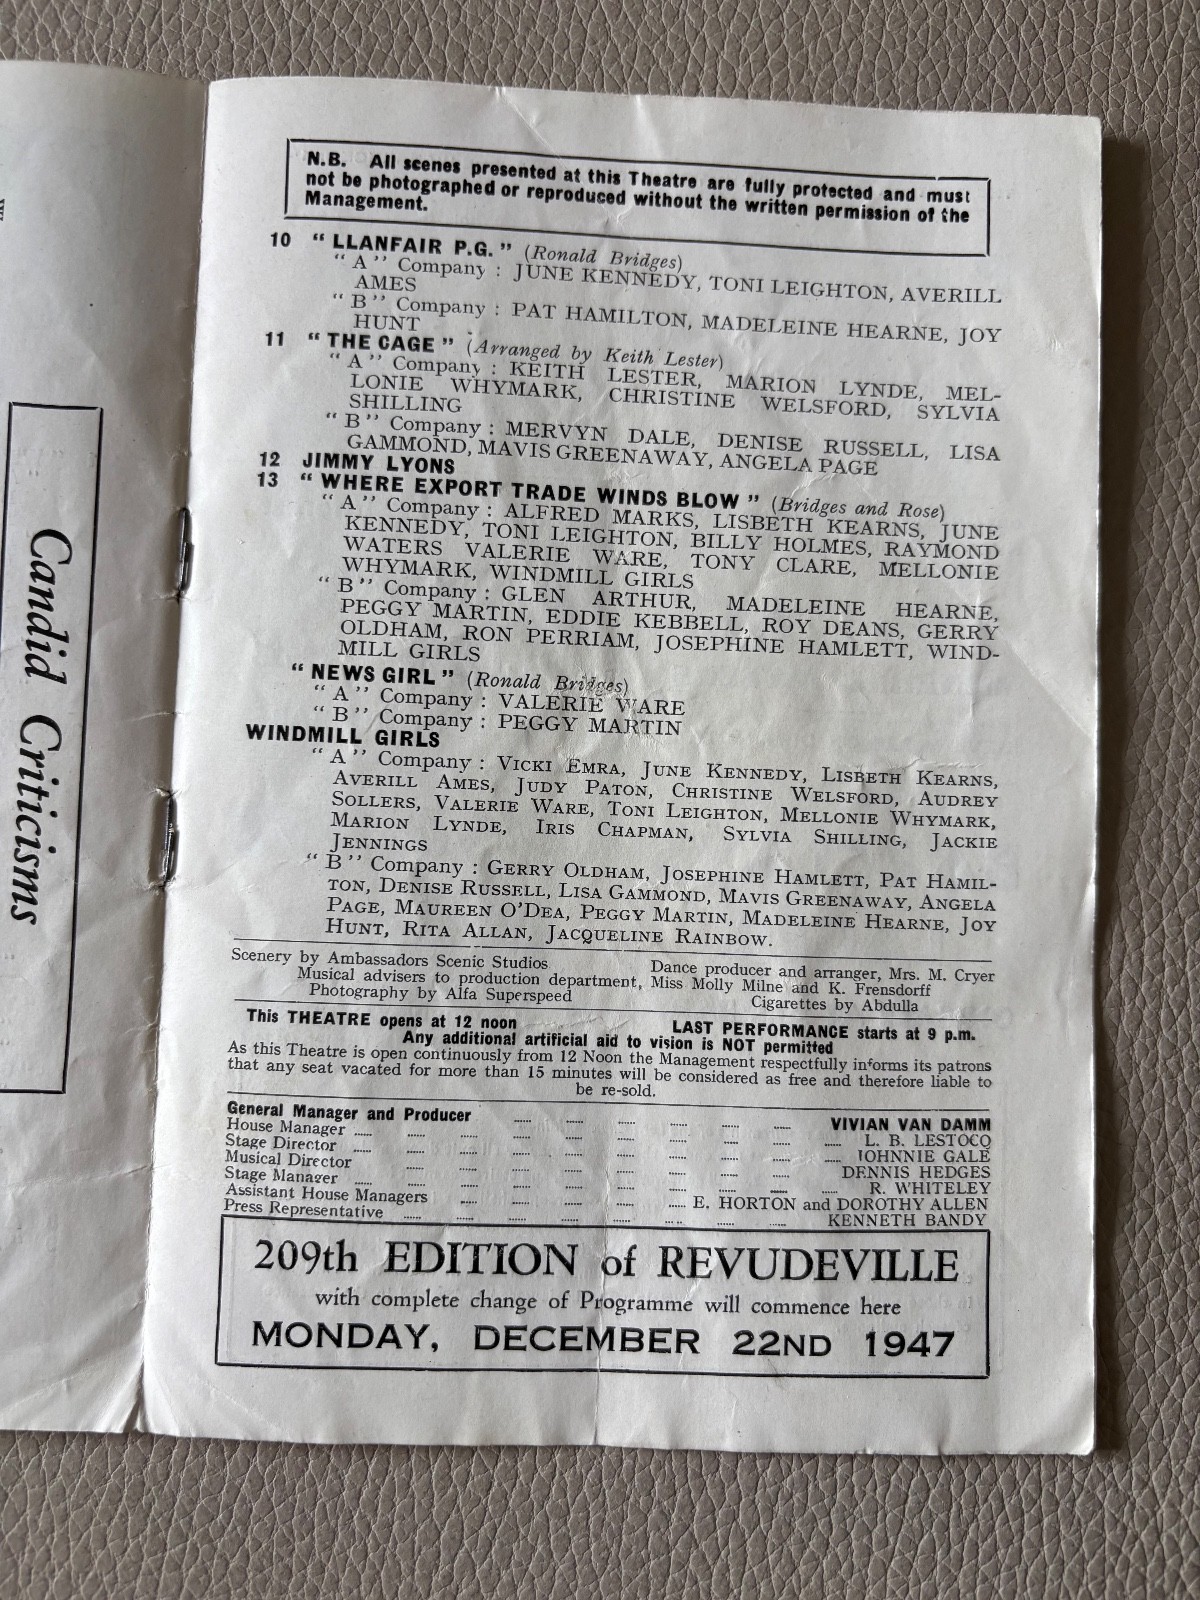 Candid Criticisms
N.B. All scenes presented at this Theatre are fully protected and must
not be photographed or reproduced without the written permission of the
Management.
10 “ LLANFAIR P.G. ” (Ronald Bridges)
“ A ” Company : JUNE KENNEDY, TONI LEIGHTON, AVERILL
AMES
“ B ” Company : PAT HAMILTON, MADELEINE HEARNE, JOY
HUNT
11 “ THE CAGE ” (Arranged by Keith Lester)
“ A ” Company : KEITH LESTER, MARION LYNDE, MEL-
LONIE WHYMARK, CHRISTINE WELSFORD, SYLVIA
SHILLING
“ B ” Company : MERVYN DALE, DENISE RUSSELL, LISA
GAMMOND, MAVIS GREENAWAY, ANGELA PAGE
12 JIMMY LYONS
13 “ WHERE EXPORT TRADE WINDS BLOW ” (Bridges and Rose)
“ A ” Company : ALFRED MARKS, LISBETH KEARNS, JUNE
KENNEDY, TONI LEIGHTON, BILLY HOLMES, RAYMOND
WATERS VALERIE WARE, TONY CLARE, MELLONIE
WHYMARK, WINDMILL GIRLS
“ B ” Company : GLEN ARTHUR, MADELEINE HEARNE,
PEGGY MARTIN, EDDIE KEBBELL, ROY DEANS, GERRY
OLDHAM, RON PERRIAM, JOSEPHINE HAMLETT, WIND-
MILL GIRLS
“ NEWS GIRL ” (Ronald Bridges)
“ A ” Company : VALERIE WARE
“ B ” Company : PEGGY MARTIN
WINDMILL GIRLS
“ A ” Company : VICKI EMRA, JUNE KENNEDY, LISBETH KEARNS,
AVERILL AMES, JUDY PATON, CHRISTINE WELSFORD, AUDREY
SOLLERS, VALERIE WARE, TONI LEIGHTON, MELLONIE WHYMARK,
MARION LYNDE, IRIS CHAPMAN, SYLVIA SHILLING, JACKIE
JENNINGS
“ B ” Company : GERRY OLDHAM, JOSEPHINE HAMLETT, PAT HAMIL-
TON, DENISE RUSSELL, LISA GAMMOND, MAVIS GREENAWAY, ANGELA
PAGE, MAUREEN O’DEA, PEGGY MARTIN, MADELEINE HEARNE, JOY
HUNT, RITA ALLAN, JACQUELINE RAINBOW.
Scenery by Ambassadors Scenic Studios Dance producer and arranger, Mrs. M. Cryer
Musical advisers to production department, Miss Molly Milne and K. Frensdorff
Photography by Alfa Superspeed Cigarettes by Abdulla
This THEATRE opens at 12 noon LAST PERFORMANCE starts at 9 p.m.
Any additional artificial aid to vision is NOT permitted
As this Theatre is open continuously from 12 Noon the Management respectfully informs its patrons
that any seat vacated for more than 15 minutes will be considered as free and therefore liable to
be re-sold.
General Manager and Producer VIVIAN VAN DAMM
House Manager L. B. LESTOCQ
Stage Director JOHNNIE GALE
Musical Director DENNIS HEDGES
Stage Manager R. WHITELEY
Assistant House Managers E. HORTON and DOROTHY ALLEN
Press Representative KENNETH BANDY
209th EDITION of REVUDEVILLE
with complete change of Programme will commence here
MONDAY, DECEMBER 22ND 1947